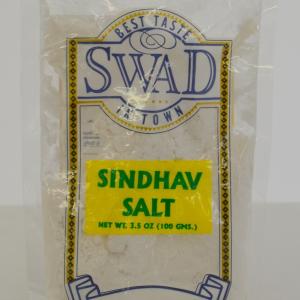 BEST TASTE
SWAD
IN TOWN
SINDHAV
SALT
NET WT. 3.5 OZ (100 GMS.)